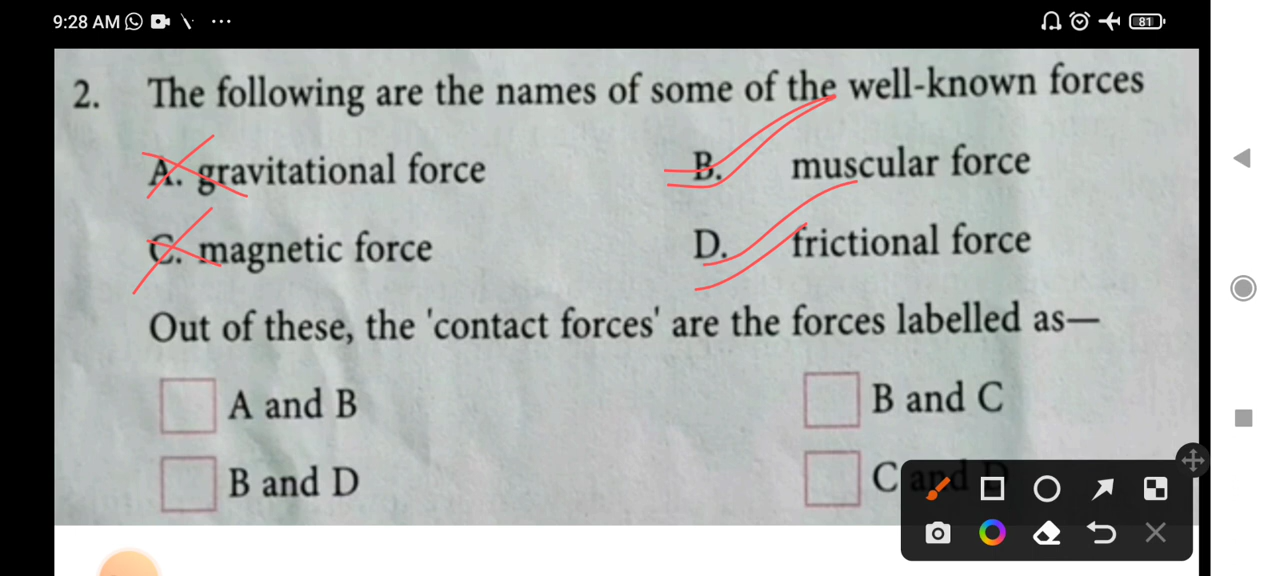 9:28 AM
81
2. The following are the names of some of the well-known forces
A. gravitational force B. muscular force
C. magnetic force D. frictional force
Out of these, the 'contact forces' are the forces labelled as—
A and B B and C
B and D C and D